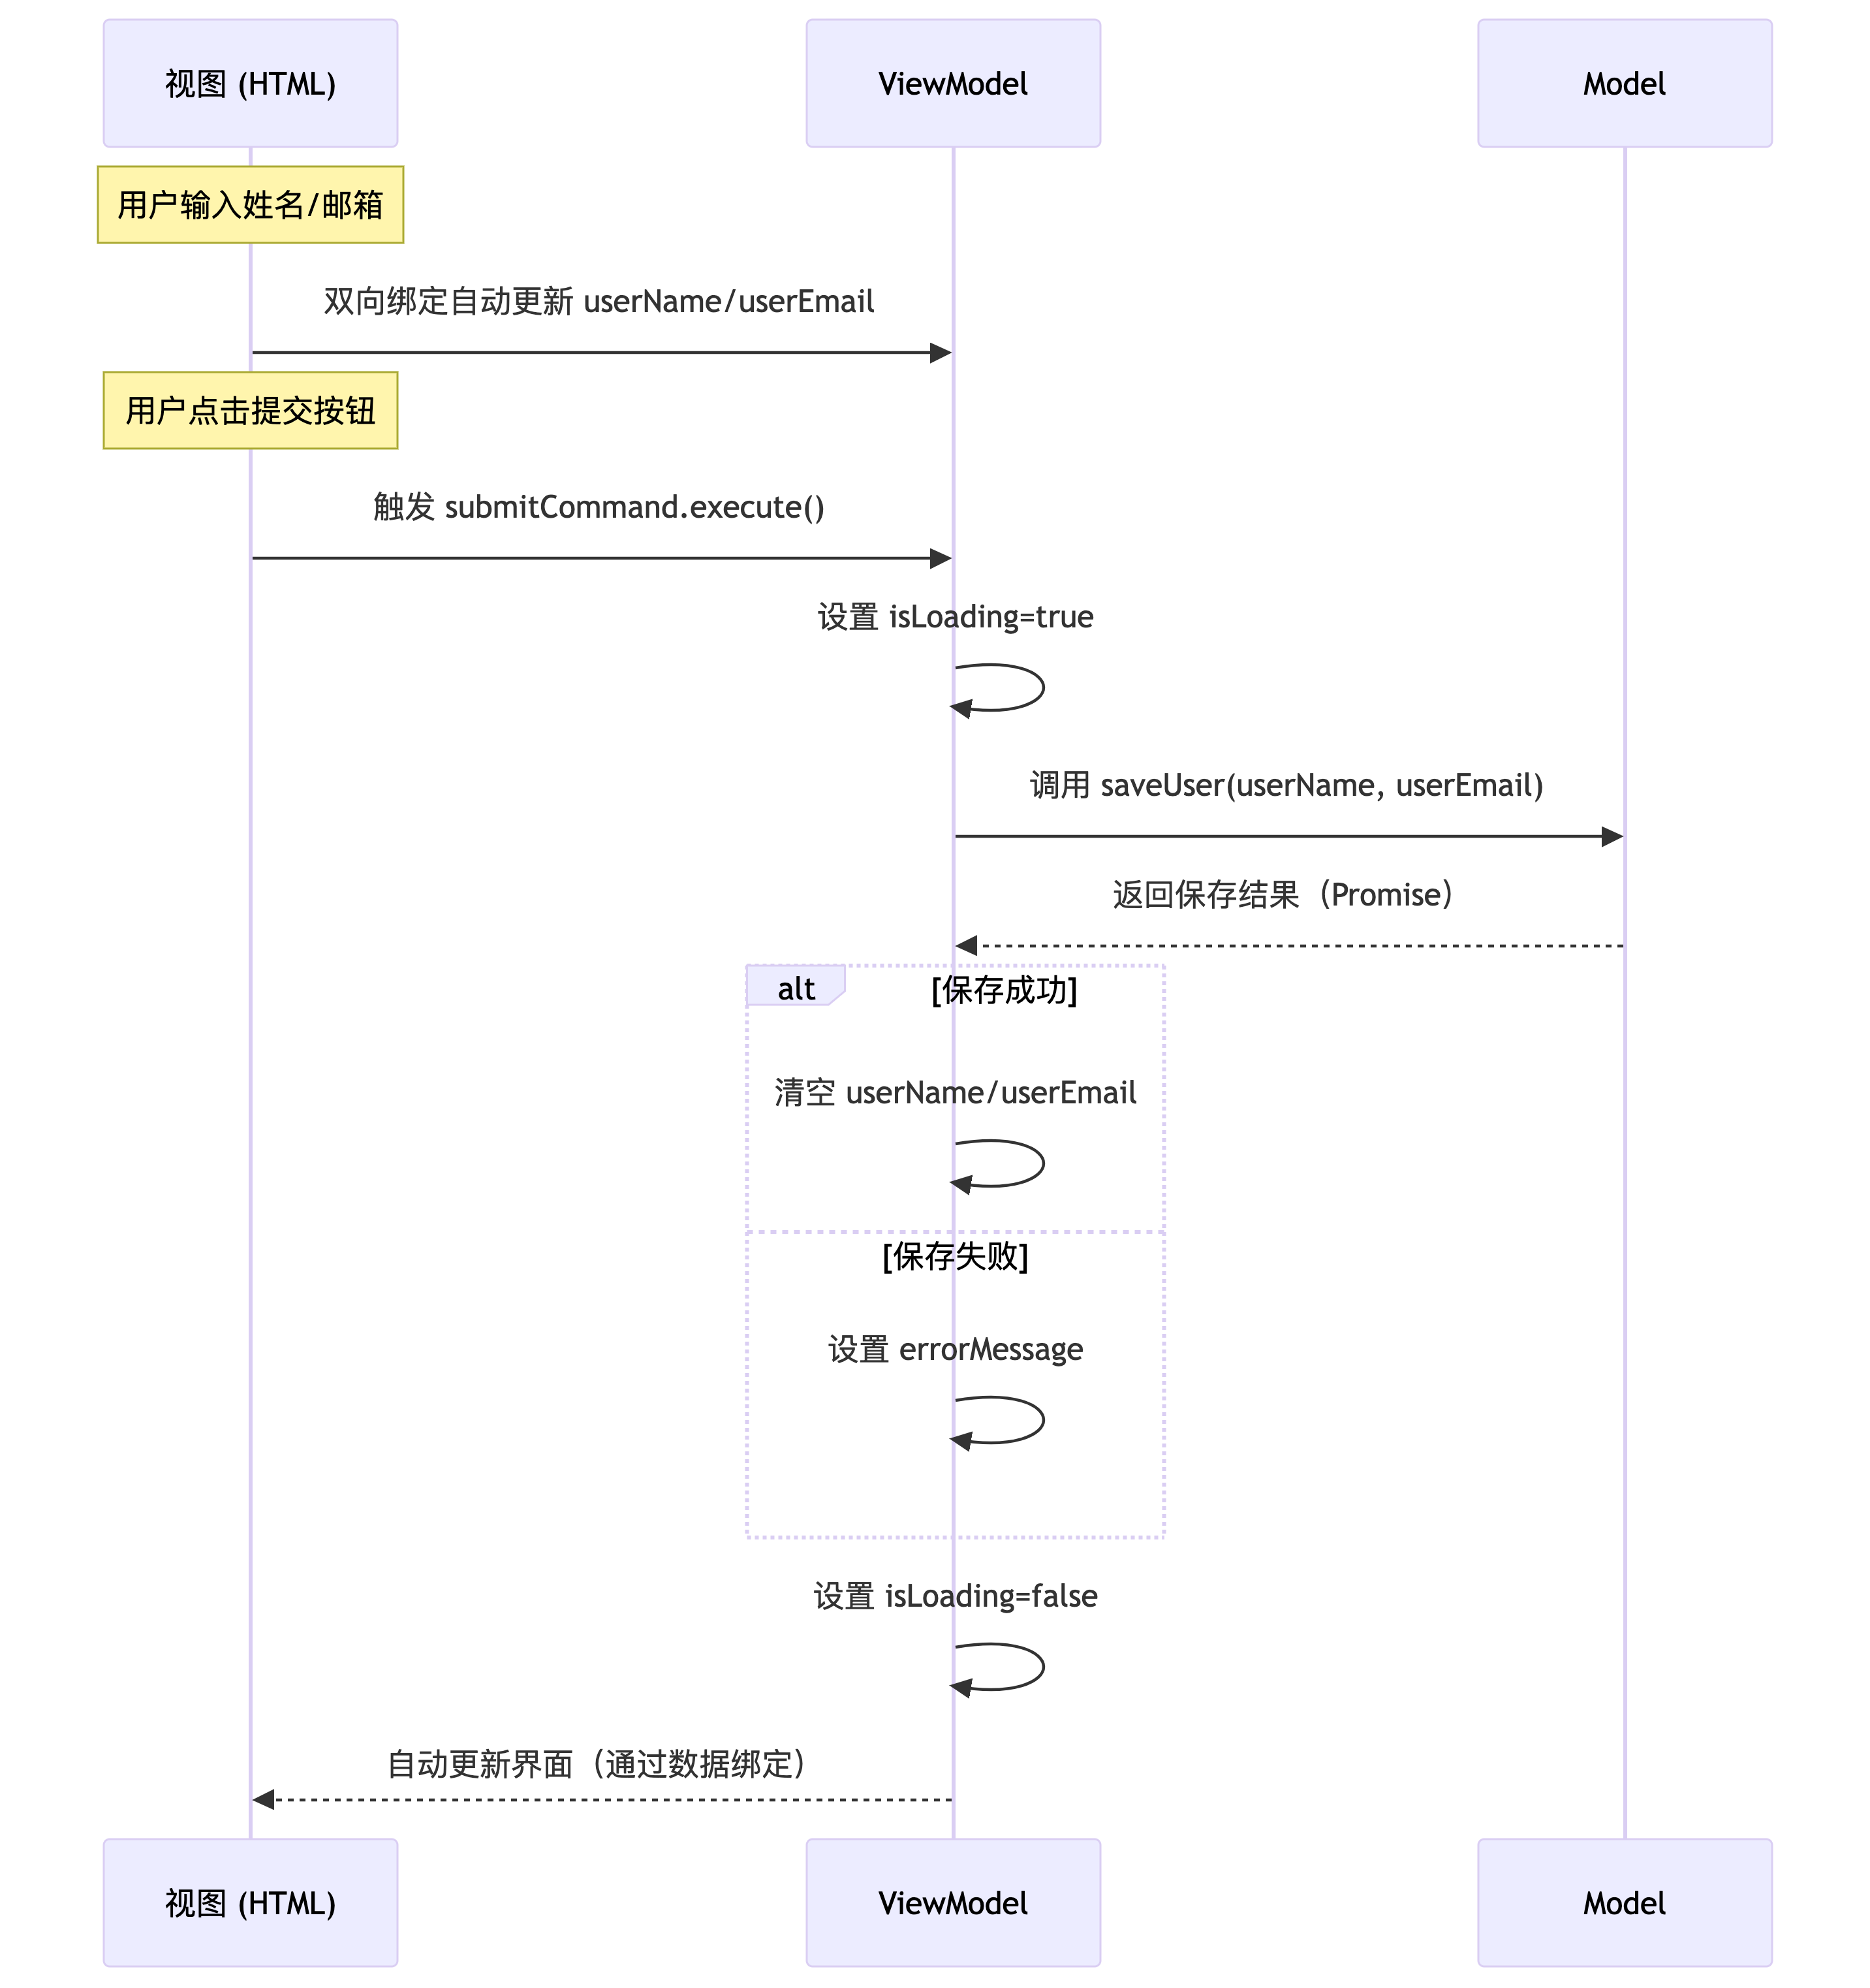 视图 (HTML)
ViewModel
Model
用户输入姓名/邮箱
双向绑定自动更新 userName/userEmail
用户点击提交按钮
触发 submitCommand.execute()
设置 isLoading=true
调用 saveUser(userName, userEmail)
返回保存结果（Promise）
alt
[保存成功]
清空 userName/userEmail
[保存失败]
设置 errorMessage
设置 isLoading=false
自动更新界面（通过数据绑定）
视图 (HTML)
ViewModel
Model